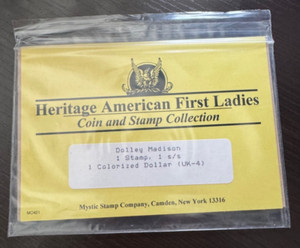 Heritage American First Ladies
Coin and Stamp Collection
Dolley Madison
1 Stamp, 1 s/s
1 Colorized Dollar (UK-4)
Mystic Stamp Company, Camden, New York 13316